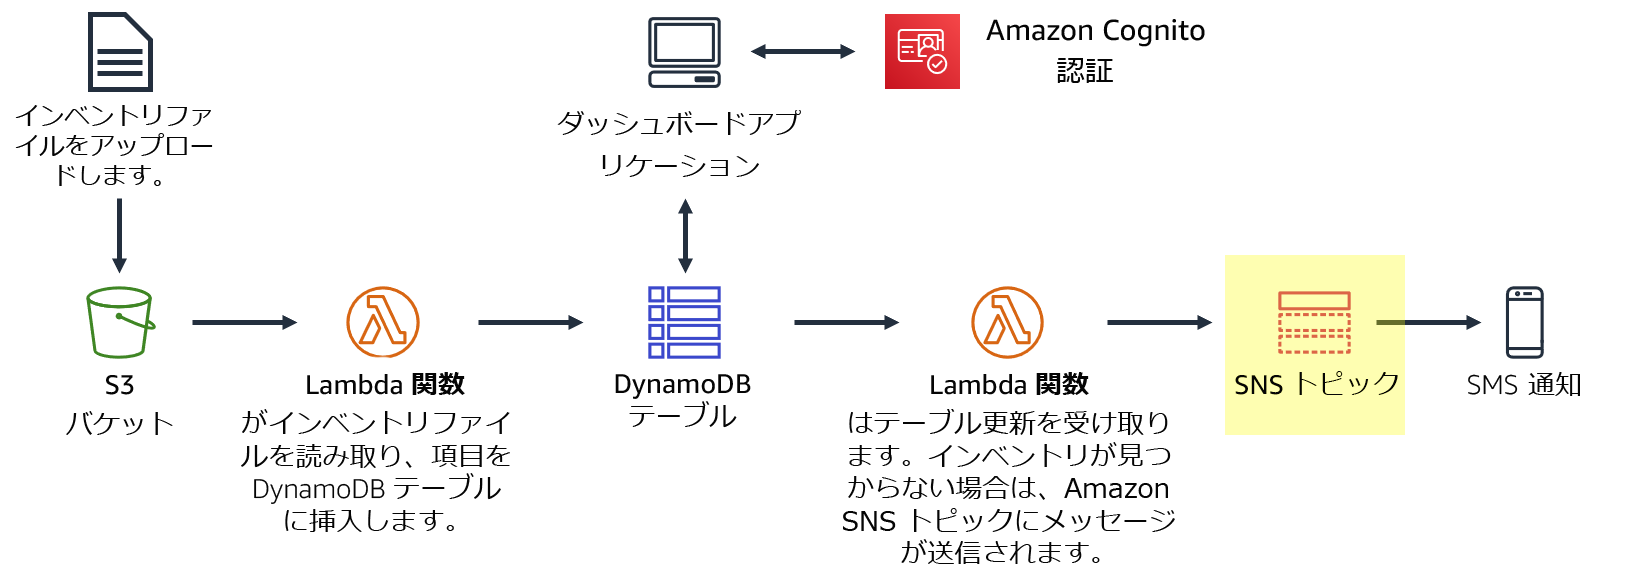 インベントリファ
イルをアップロー
ドします。
ダッシュボードアプ
リケーション
Amazon Cognito
認証
S3
バケット
Lambda 関数
がインベントリファイ
ルを読み取り、項目を
DynamoDB テーブル
に挿入します。
DynamoDB
テーブル
Lambda 関数
はテーブル更新を受け取り
ます。インベントリが見つ
からない場合は、Amazon
SNS トピックにメッセージ
が送信されます。
SNS トピック
SMS 通知